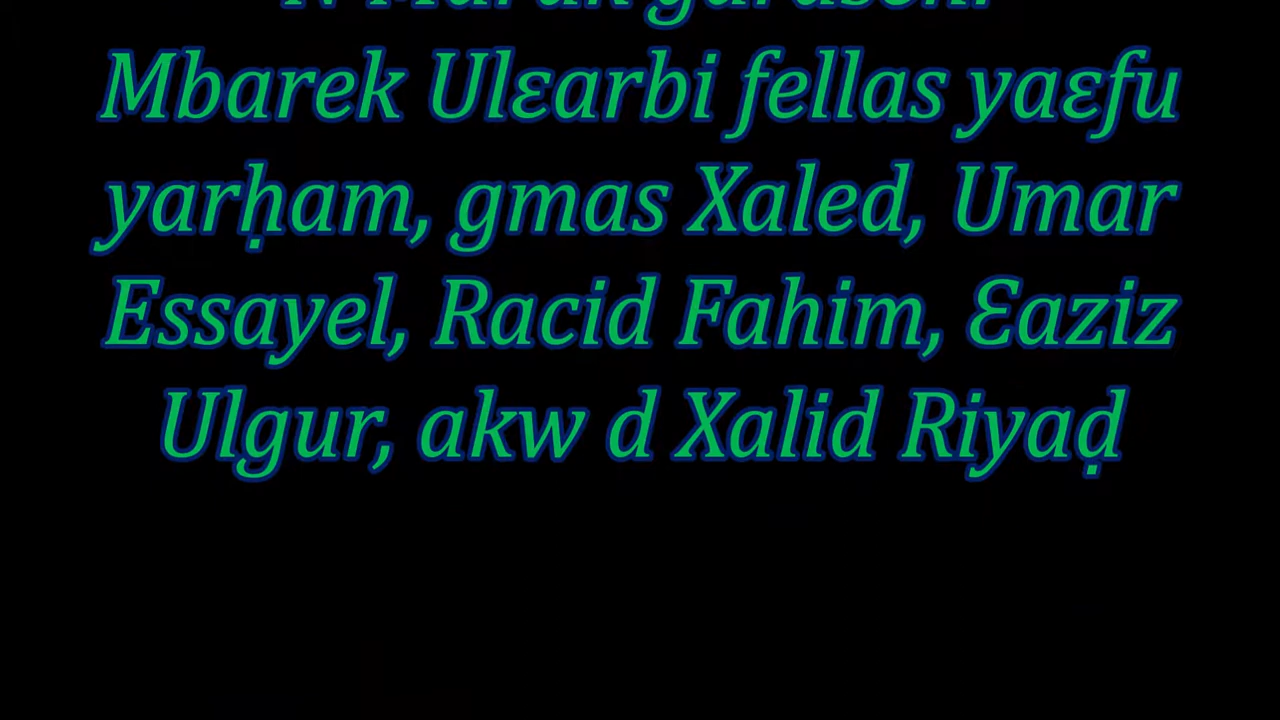 Mbarek Ulɛarbi fellas yaɛfu
yarḥam, gmas Xaled, Umar
Essayel, Racid Fahim, Ɛaziz
Ulgur, akw d Xalid Riyaḍ